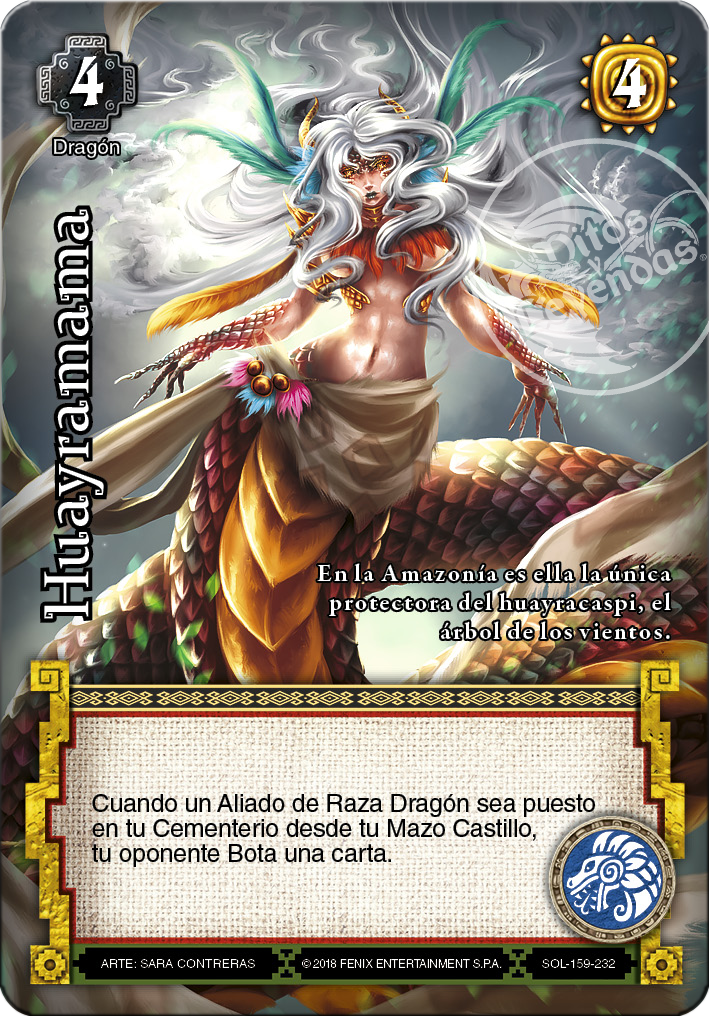 4
4
Dragón
Mitos
y
Leyendas
Huayramama
En la Amazonía es ella la única
protectora del huayracaspi, el
árbol de los vientos.
Cuando un Aliado de Raza Dragón sea puesto
en tu Cementerio desde tu Mazo Castillo,
tu oponente Bota una carta.
ARTE: SARA CONTRERAS
©2018 FENIX ENTERTAINMENT S.P.A.
SOL-159-232